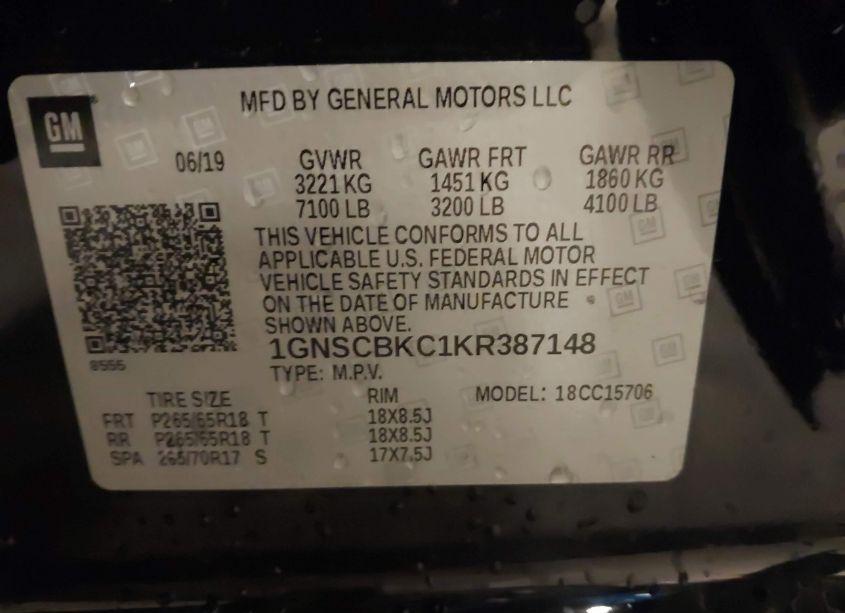 GM
MFD BY GENERAL MOTORS LLC
06/19 GVWR GAWR FRT GAWR RR
3221 KG 1451 KG 1860 KG
7100 LB 3200 LB 4100 LB
THIS VEHICLE CONFORMS TO ALL
APPLICABLE U.S. FEDERAL MOTOR
VEHICLE SAFETY STANDARDS IN EFFECT
ON THE DATE OF MANUFACTURE
SHOWN ABOVE.
1GNSCBKC1KR387148
8555
TYPE: M.P.V.
TIRE SIZE RIM MODEL: 18CC15706
FRT P265/65R18 T 18X8.5J
RR P265/65R18 T 18X8.5J
SPA 265/70R17 S 17X7.5J